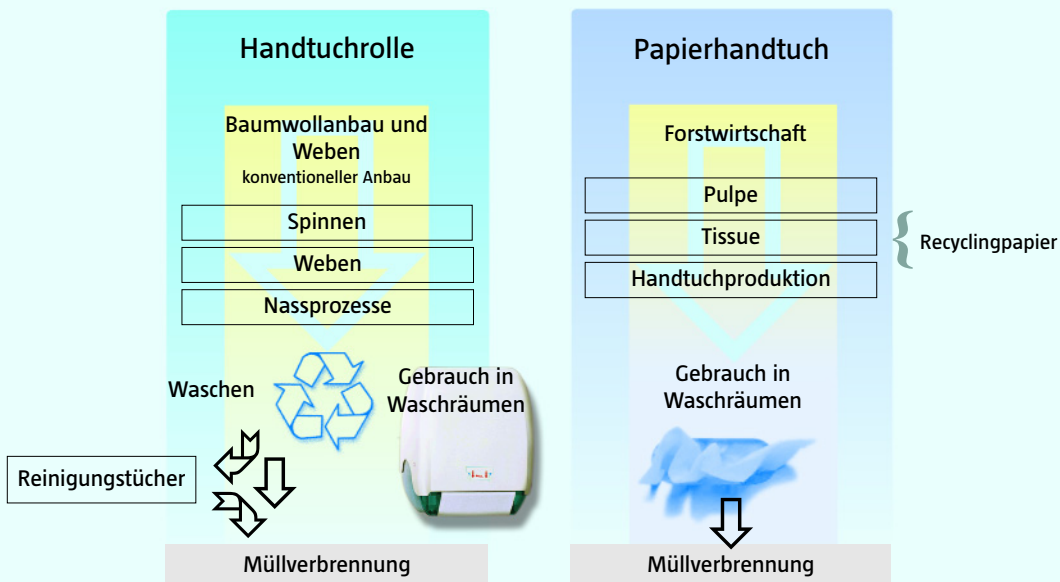 Handtuchrolle
Baumwollanbau und
Weben
konventioneller Anbau
Spinnen
Weben
Nassprozesse
Waschen
Gebrauch in
Waschräumen
Reinigungstücher
Müllverbrennung
Papierhandtuch
Forstwirtschaft
Pulpe
Tissue
Handtuchproduktion
Recyclingpapier
Gebrauch in
Waschräumen
Müllverbrennung